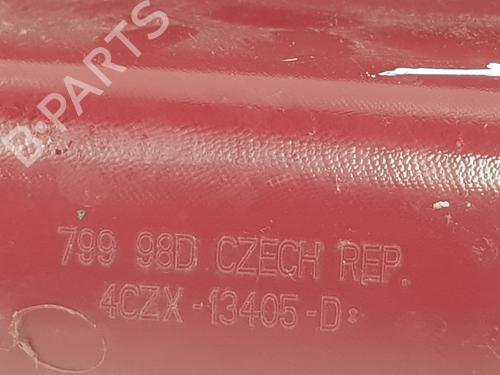 B-PARTS
799 98D CZECH REP.
4CZX-13405-D